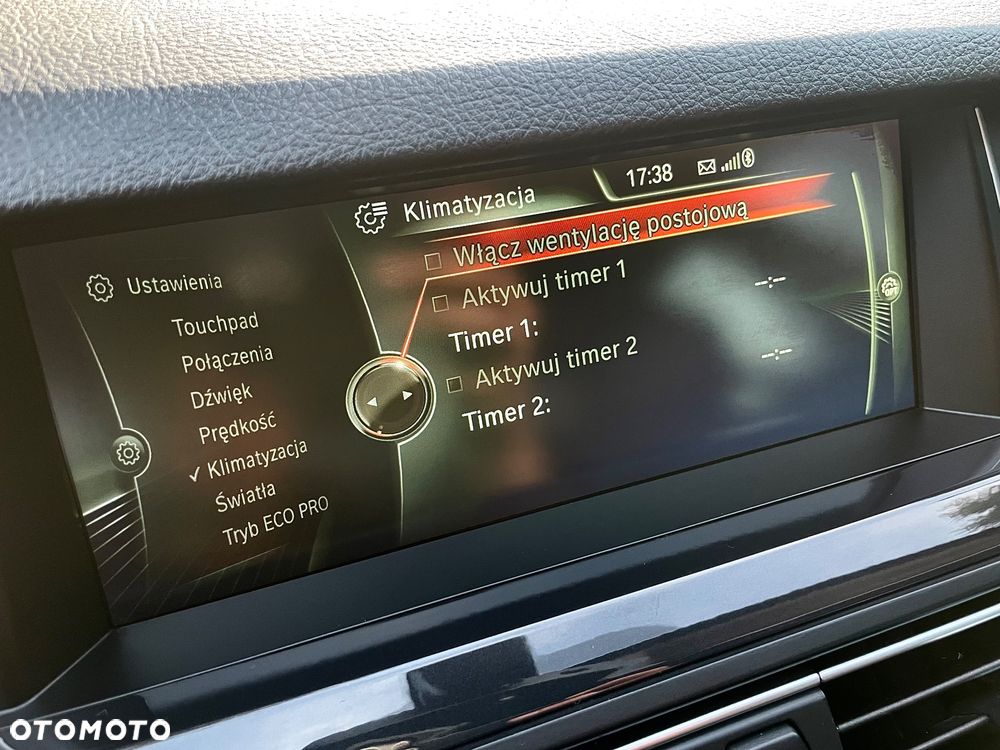 Klimatyzacja
17:38
Włącz wentylację postojową
Aktywuj timer 1
Timer 1: --:--
Aktywuj timer 2
Timer 2: --:--
Ustawienia
Touchpad
Połączenia
Dźwięk
Prędkość
Klimatyzacja
Światła
Tryb ECO PRO
OPT
OTOMOTO